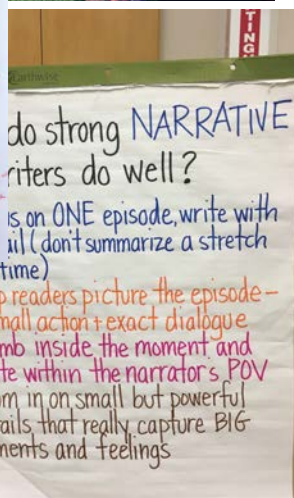 TING
Earthwise
do strong NARRATIVE
riters do well?
is on ONE episode, write with
ail (don't summarize a stretch
time)
p readers picture the episode -
mall action + exact dialogue
mb inside the moment and
te within the narrator's POV
m in on small but powerful
ails that really capture BIG
ments and feelings